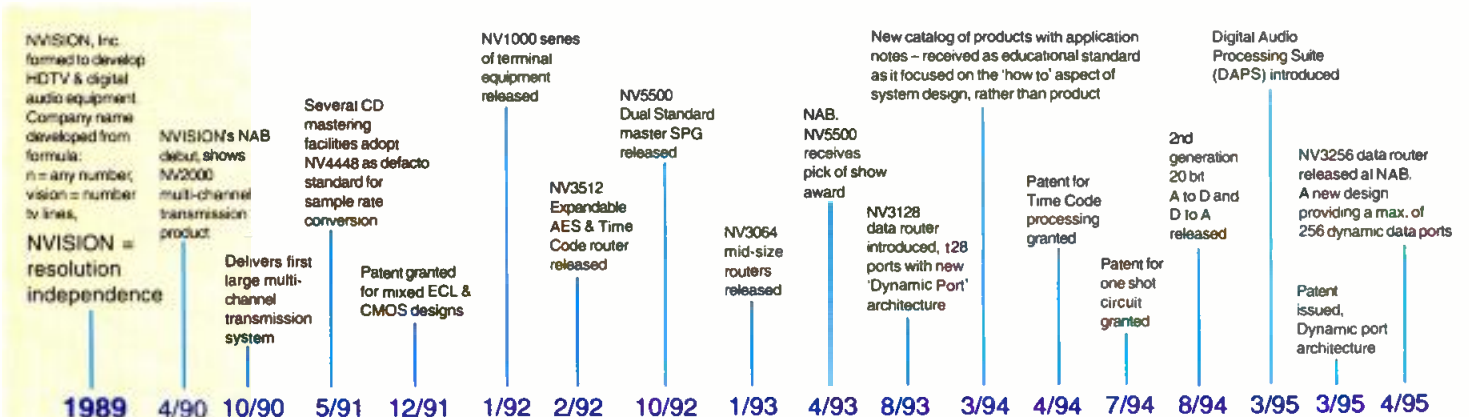 NVISION, Inc.
formed to develop
HDTV & digital
audio equipment
Company name
developed from
formula:
n = any number,
vision = number
tv lines,
NVISION =
resolution
independence
1989
NVISION's NAB
debut, shows
NV2000
multi-channel
transmission
product
4/90
Delivers first
large multi-
channel
transmission
system
10/90
Several CD
mastering
facilities adopt
NV4448 as defacto
standard for
sample rate
conversion
5/91
Patent granted
for mixed ECL &
CMOS designs
12/91
NV1000 series
of terminal
equipment
released
1/92
NV3512
Expandable
AES & Time
Code router
released
2/92
NV5500
Dual Standard
master SPG
released
10/92
NV3064
mid-size
routers
released
1/93
NAB.
NV5500
receives
pick of show
award
4/93
NV3128
data router
introduced, 128
ports with new
'Dynamic Port'
architecture
8/93
New catalog of products with application
notes – received as educational standard
as it focused on the 'how to' aspect of
system design, rather than product
3/94
Patent for
Time Code
processing
granted
4/94
Patent for
one shot
circuit
granted
7/94
2nd
generation
20 bit
A to D and
D to A
released
8/94
Digital Audio
Processing Suite
(DAPS) introduced
3/95
Patent
issued,
Dynamic port
architecture
3/95
NV3256 data router
released at NAB.
A new design
providing a max. of
256 dynamic data ports
4/95